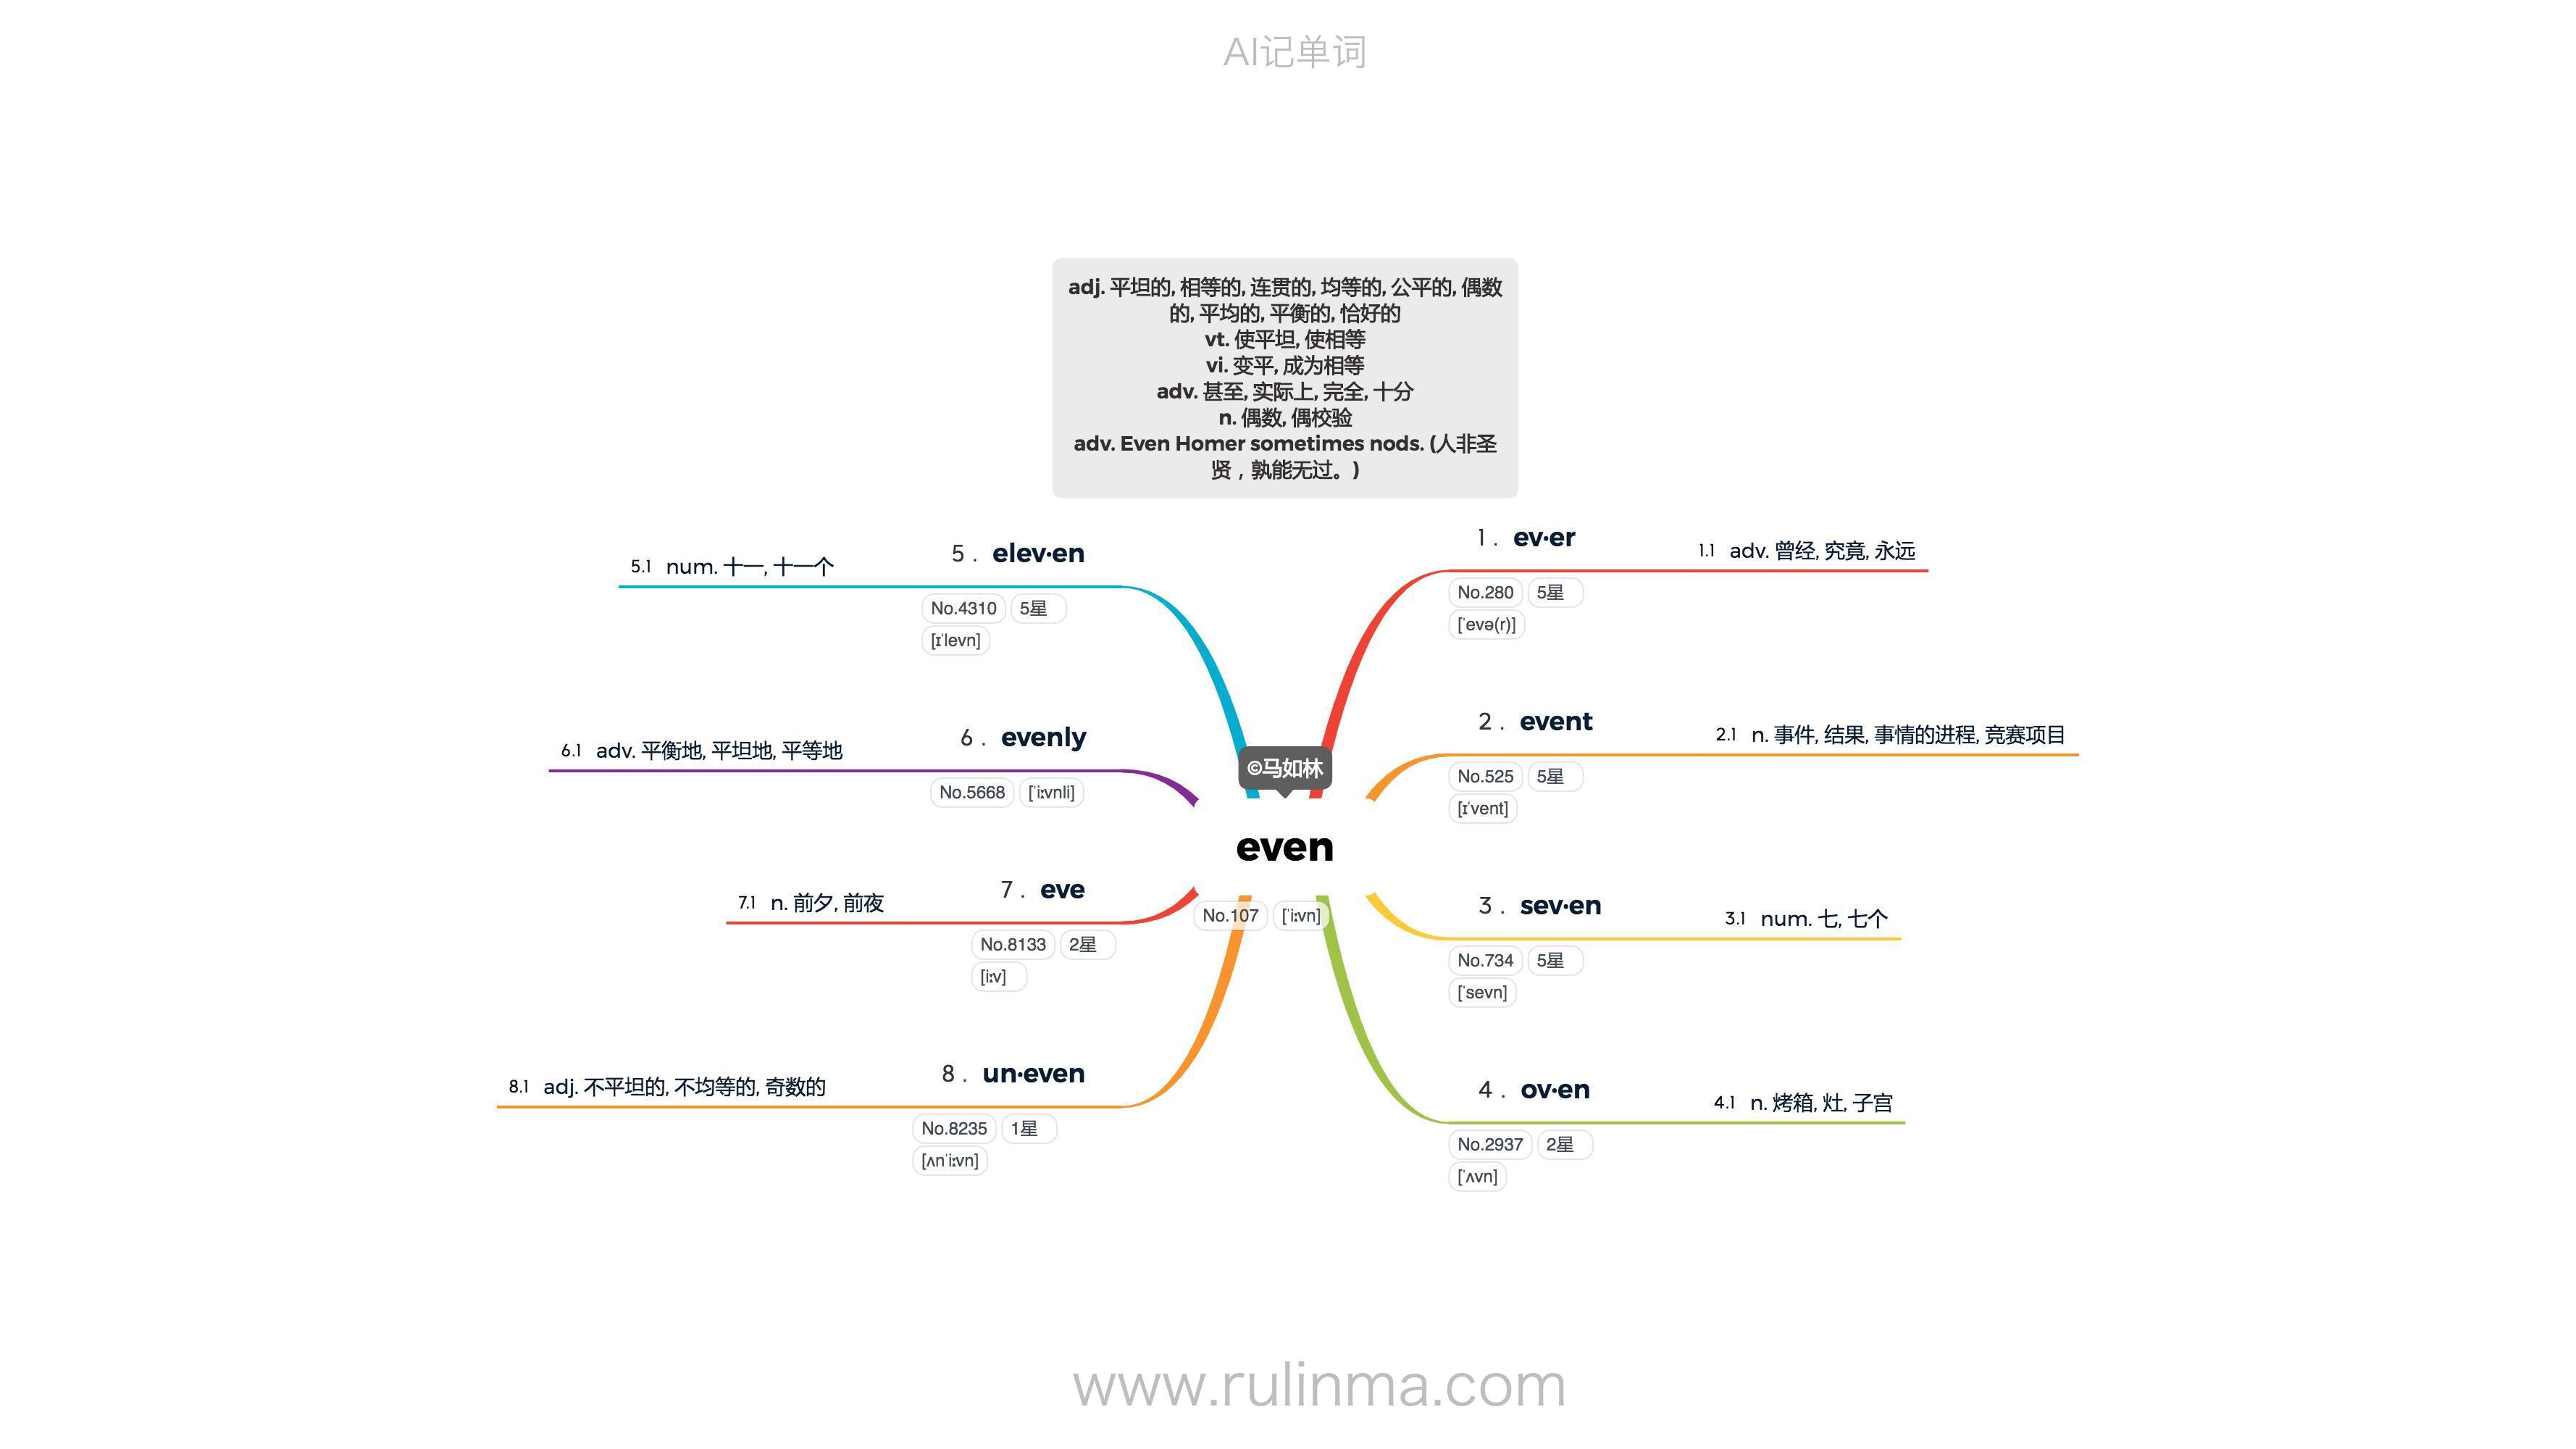 AI记单词
adj. 平坦的, 相等的, 连贯的, 均等的, 公平的, 偶数
的, 平均的, 平衡的, 恰好的
vt. 使平坦, 使相等
vi. 变平, 成为相等
adv. 甚至, 实际上, 完全, 十分
n. 偶数, 偶校验
adv. Even Homer sometimes nods. (人非圣
贤，孰能无过。)
©马如林
even
No.107 [ˈiːvn]
1 . ev·er
1.1 adv. 曾经, 究竟, 永远
No.280 5星
[ˈevə(r)]
2 . event
2.1 n. 事件, 结果, 事情的进程, 竞赛项目
No.525 5星
[ɪˈvent]
3 . sev·en
3.1 num. 七, 七个
No.734 5星
[ˈsevn]
4 . ov·en
4.1 n. 烤箱, 灶, 子宫
No.2937 2星
[ˈʌvn]
5 . elev·en
5.1 num. 十一, 十一个
No.4310 5星
[ɪˈlevn]
6 . evenly
6.1 adv. 平衡地, 平坦地, 平等地
No.5668 [ˈiːvnli]
7 . eve
7.1 n. 前夕, 前夜
No.8133 2星
[iːv]
8 . un·even
8.1 adj. 不平坦的, 不均等的, 奇数的
No.8235 1星
[ʌnˈiːvn]
www.rulinma.com